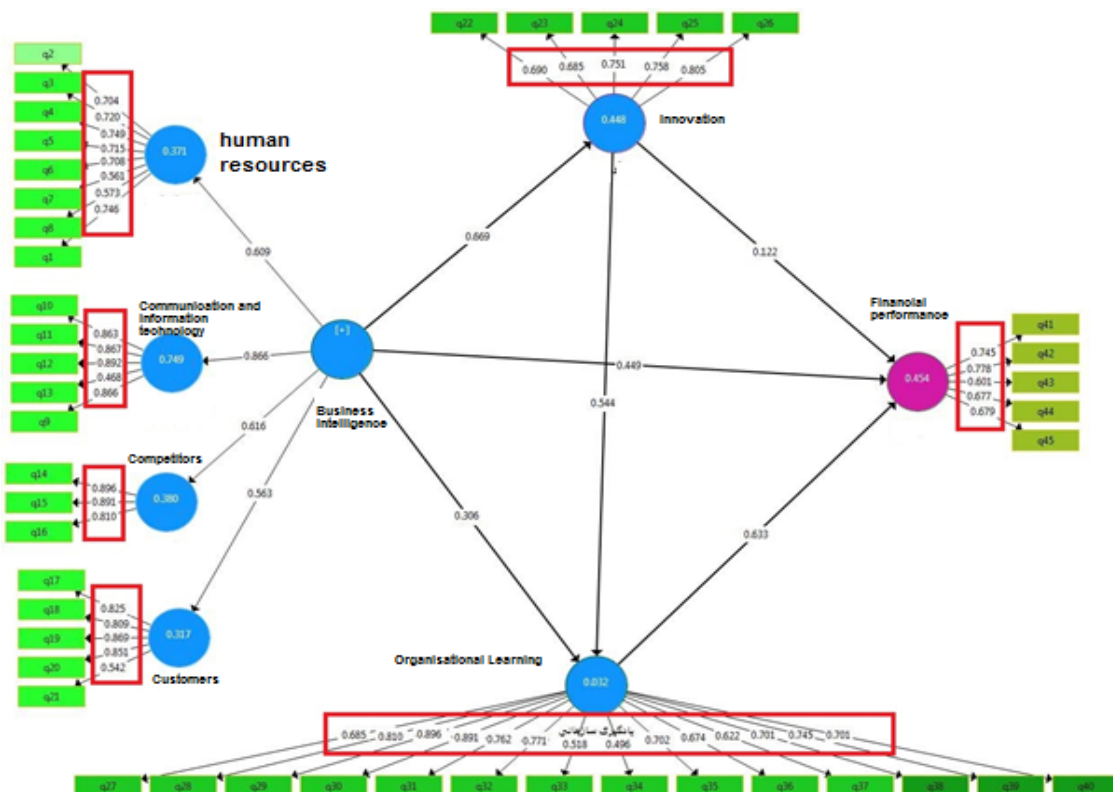 q22
q23
q24
q25
q26
0.690
0.685
0.751
0.758
0.805
0.448
Innovation
q2
q3
q4
q5
q6
q7
q8
q1
0.704
0.720
0.749
0.715
0.708
0.561
0.573
0.746
0.371
human
resources
0.609
0.669
0.122
q10
q11
q12
q13
q9
Communication and
information
technology
0.863
0.867
0.892
0.468
0.866
0.749
0.866
[+]
Business
Intelligence
0.449
0.544
Financial
performance
0.454
0.745
0.778
0.601
0.677
0.679
q41
q42
q43
q44
q45
0.616
Competitors
q14
q15
q16
0.896
0.891
0.810
0.380
0.563
0.306
0.633
q17
q18
q19
q20
q21
0.825
0.809
0.869
0.851
0.542
0.317
Customers
Organisational Learning
0.032
یادگیری سازمانی
0.685
0.810
0.896
0.891
0.762
0.771
0.518
0.496
0.702
0.674
0.622
0.701
0.745
0.701
q27
q28
q29
q30
q31
q32
q33
q34
q35
q36
q37
q38
q39
q40